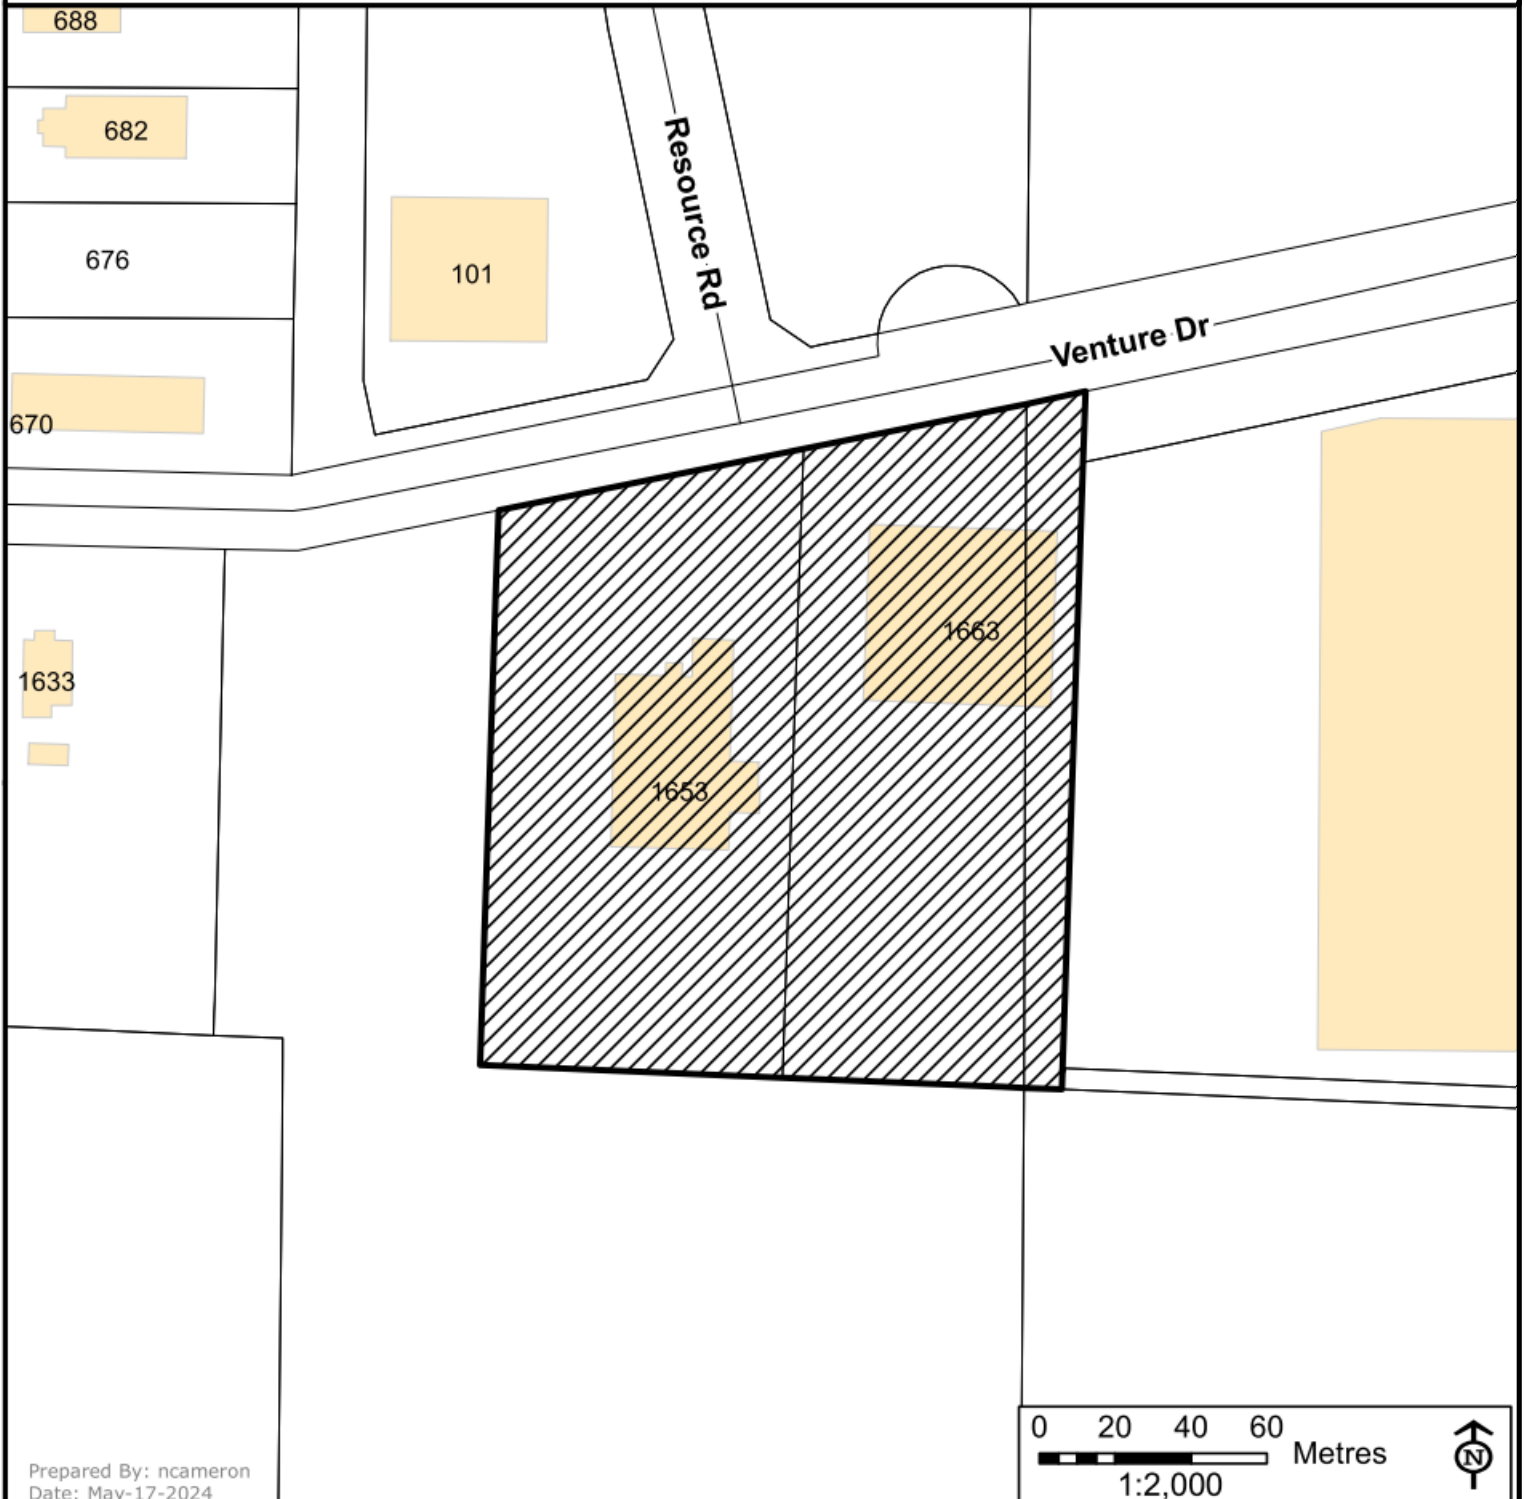 688
682
676
670
101
Resource Rd
Venture Dr
1663
1653
1633
0 20 40 60
Metres
N
1:2,000
Prepared By: ncameron
Date: May-17-2024